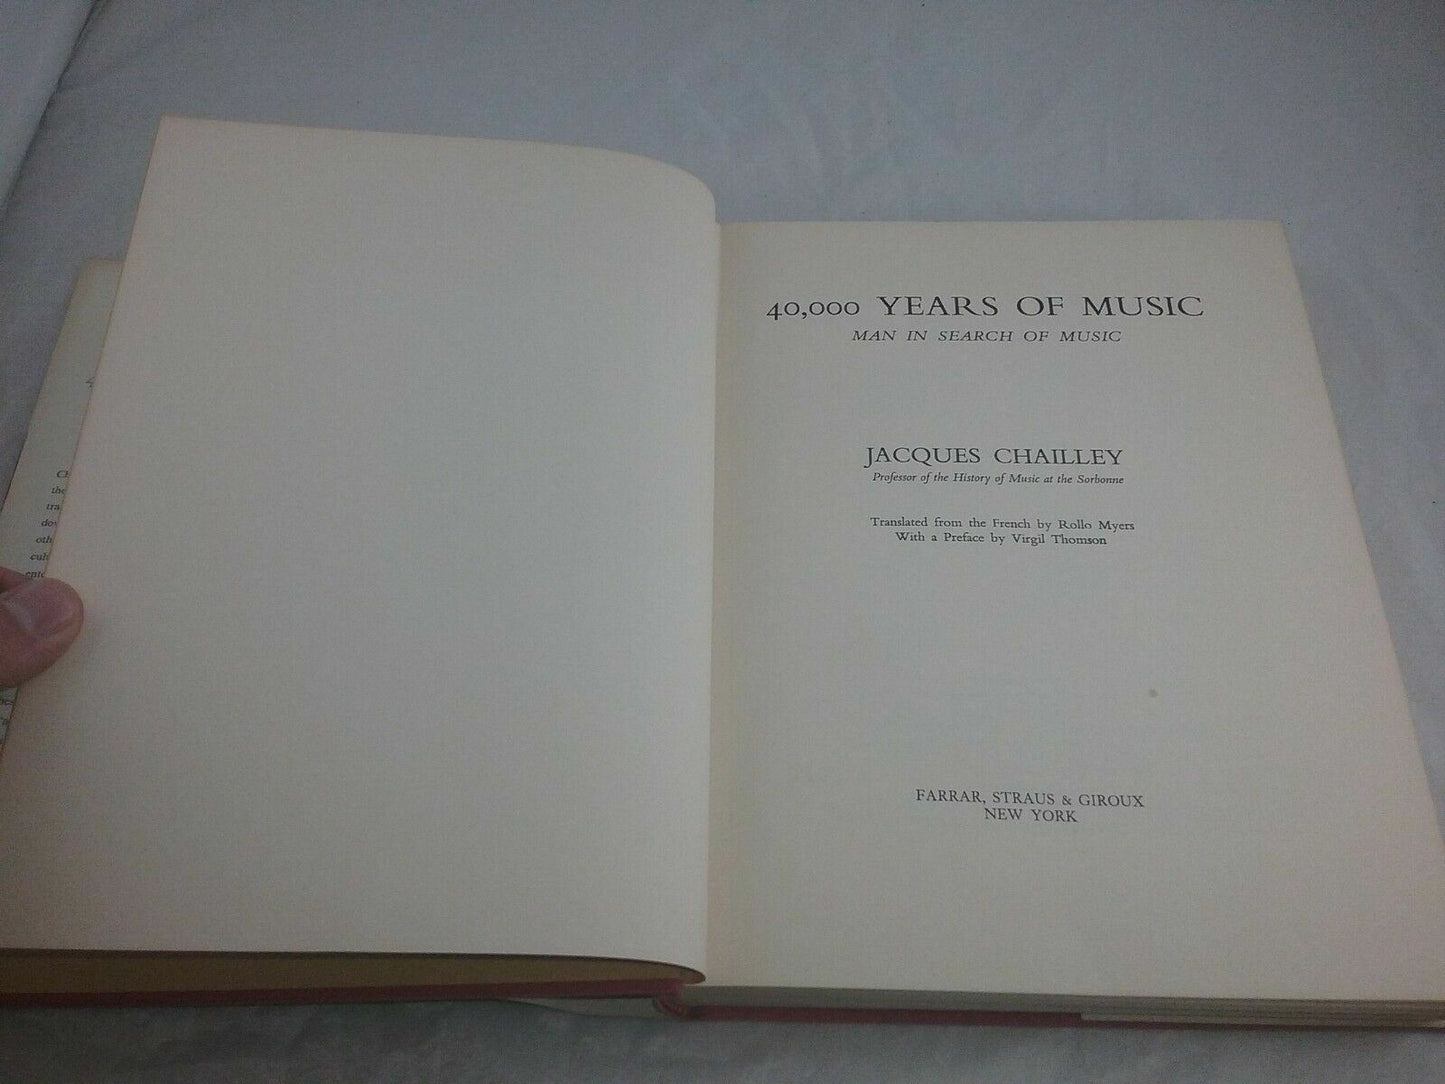 40,000 YEARS OF MUSIC
MAN IN SEARCH OF MUSIC
JACQUES CHAILLEY
Professor of the History of Music at the Sorbonne
Translated from the French by Rollo Myers
With a Preface by Virgil Thomson
FARRAR, STRAUS & GIROUX
NEW YORK